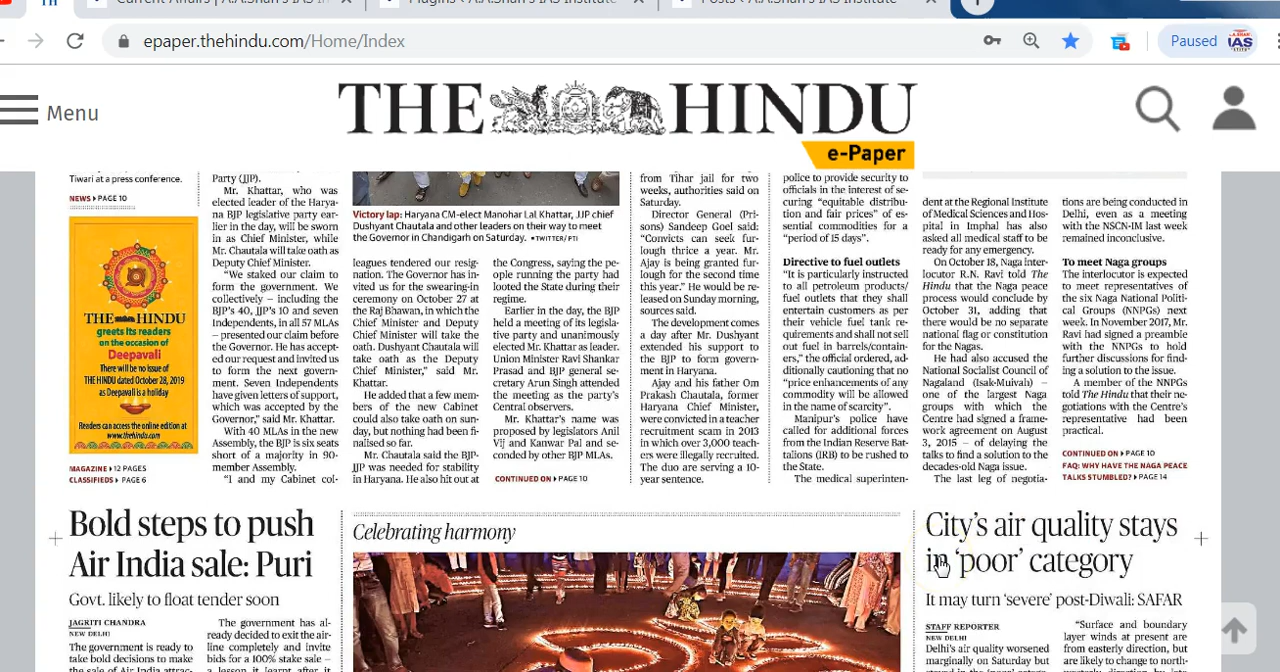 Current Affairs | A.A.Shah's IAS In
Plugins ‹ A.A.Shah's IAS Institute
Posts ‹ A.A.Shah's IAS Institute
epaper.thehindu.com/Home/Index
Paused
IAS
Menu
THE HINDU
e-Paper
Tiwari at a press conference.
NEWS PAGE 10
THE HINDU
greets its readers
on the occasion of
Deepavali
There will be no issue of
THE HINDU dated October 28, 2019
as Deepavali is a holiday
Readers can access the online edition at
www.thehindu.com
MAGAZINE 12 PAGES
CLASSIFIEDS PAGE 6
Party (JJP).
Mr. Khattar, who was
elected leader of the Harya-
na BJP legislative party earl-
ier in the day, will be sworn
in as Chief Minister, while
Mr. Chautala will take oath as
Deputy Chief Minister.
"We staked our claim to
form the government. We
collectively – including the
BJP's 40, JJP's 10 and seven
Independents, in all 57 MLAs
– presented our claim before
the Governor. He has accept-
ed our request and invited us
to form the next govern-
ment. Seven Independents
have given letters of support,
which was accepted by the
Governor," said Mr. Khattar.
With 40 MLAs in the new
Assembly, the BJP is six seats
short of a majority in 90-
member Assembly.
"I and my Cabinet col-
Victory lap: Haryana CM-elect Manohar Lal Khattar, JJP chief
Dushyant Chautala and other leaders on their way to meet
the Governor in Chandigarh on Saturday. ▪TWITTER/PTI
leagues tendered our resig-
nation. The Governor has in-
vited us for the swearing-in
ceremony on October 27 at
the Raj Bhawan, in which the
Chief Minister and Deputy
Chief Minister will take the
oath. Dushyant Chautala will
take oath as the Deputy
Chief Minister," said Mr.
Khattar.
He added that a few mem-
bers of the new Cabinet
could also take oath on sun-
day, but nothing had been fi-
nalised so far.
Mr. Chautala said the BJP-
JJP was needed for stability
in Haryana. He also hit out at
the Congress, saying the peo-
ple running the party had
looted the State during their
regime.
Earlier in the day, the BJP
held a meeting of its legisla-
tive party and unanimously
elected Mr. Khattar as leader.
Union Minister Ravi Shankar
Prasad and BJP general se-
cretary Arun Singh attended
the meeting as the party's
Central observers.
Mr. Khattar's name was
proposed by legislators Anil
Vij and Kanwar Pal and se-
conded by other BJP MLAs.
CONTINUED ON PAGE 10
from Tihar jail for two
weeks, authorities said on
Saturday.
Director General (Pri-
sons) Sandeep Goel said:
"Convicts can seek fur-
lough thrice a year. Mr.
Ajay is being granted fur-
lough for the second time
this year." He would be re-
leased on Sunday morning,
sources said.
The development comes
a day after Mr. Dushyant
extended his support to
the BJP to form govern-
ment in Haryana.
Ajay and his father Om
Prakash Chautala, former
Haryana Chief Minister,
were convicted in a teacher
recruitment scam in 2013
in which over 3,000 teach-
ers were illegally recruited.
The duo are serving a 10-
year sentence.
police to provide security to
officials in the interest of se-
curing "equitable distribu-
tion and fair prices" of es-
sential commodities for a
"period of 15 days".
Directive to fuel outlets
"It is particularly instructed
to all petroleum products/
fuel outlets that they shall
entertain customers as per
their vehicle fuel tank re-
quirements and shall not sell
out fuel in barrels/contain-
ers," the official ordered, ad-
ditionally cautioning that no
"price enhancements of any
commodity will be allowed
in the name of scarcity".
Manipur's police have
called for additional forces
from the Indian Reserve Bat-
talions (IRB) to be rushed to
the State.
The medical superinten-
dent at the Regional Institute
of Medical Sciences and Hos-
pital in Imphal has also
asked all medical staff to be
ready for any emergency.
On October 18, Naga inter-
locutor R.N. Ravi told The
Hindu that the Naga peace
process would conclude by
October 31, adding that
there would be no separate
national flag or constitution
for the Nagas.
He had also accused the
National Socialist Council of
Nagaland (Isak-Muivah) –
one of the largest Naga
groups with which the
Centre had signed a frame-
work agreement on August
3, 2015 – of delaying the
talks to find a solution to the
decades-old Naga issue.
The last leg of negotia-
tions are being conducted in
Delhi, even as a meeting
with the NSCN-IM last week
remained inconclusive.
To meet Naga groups
The interlocutor is expected
to meet representatives of
the six Naga National Politi-
cal Groups (NNPGs) next
week. In November 2017, Mr.
Ravi had signed a preamble
with the NNPGs to hold
further discussions for find-
ing a solution to the issue.
A member of the NNPGs
told The Hindu that their ne-
gotiations with the Centre's
representative had been
practical.
CONTINUED ON PAGE 10
FAQ: WHY HAVE THE NAGA PEACE
TALKS STUMBLED? PAGE 14
Bold steps to push
Air India sale: Puri
Govt. likely to float tender soon
JAGRITI CHANDRA
NEW DELHI
The government is ready to
take bold decisions to make
the sale of Air India attrac-
The government has al-
ready decided to exit the air-
line completely and invite
bids for a 100% stake sale –
a lesson it learnt after it
Celebrating harmony
City's air quality stays
in 'poor' category
It may turn 'severe' post-Diwali: SAFAR
STAFF REPORTER
NEW DELHI
Delhi's air quality worsened
marginally on Saturday but
"Surface and boundary
layer winds at present are
from easterly direction, but
are likely to change to north-